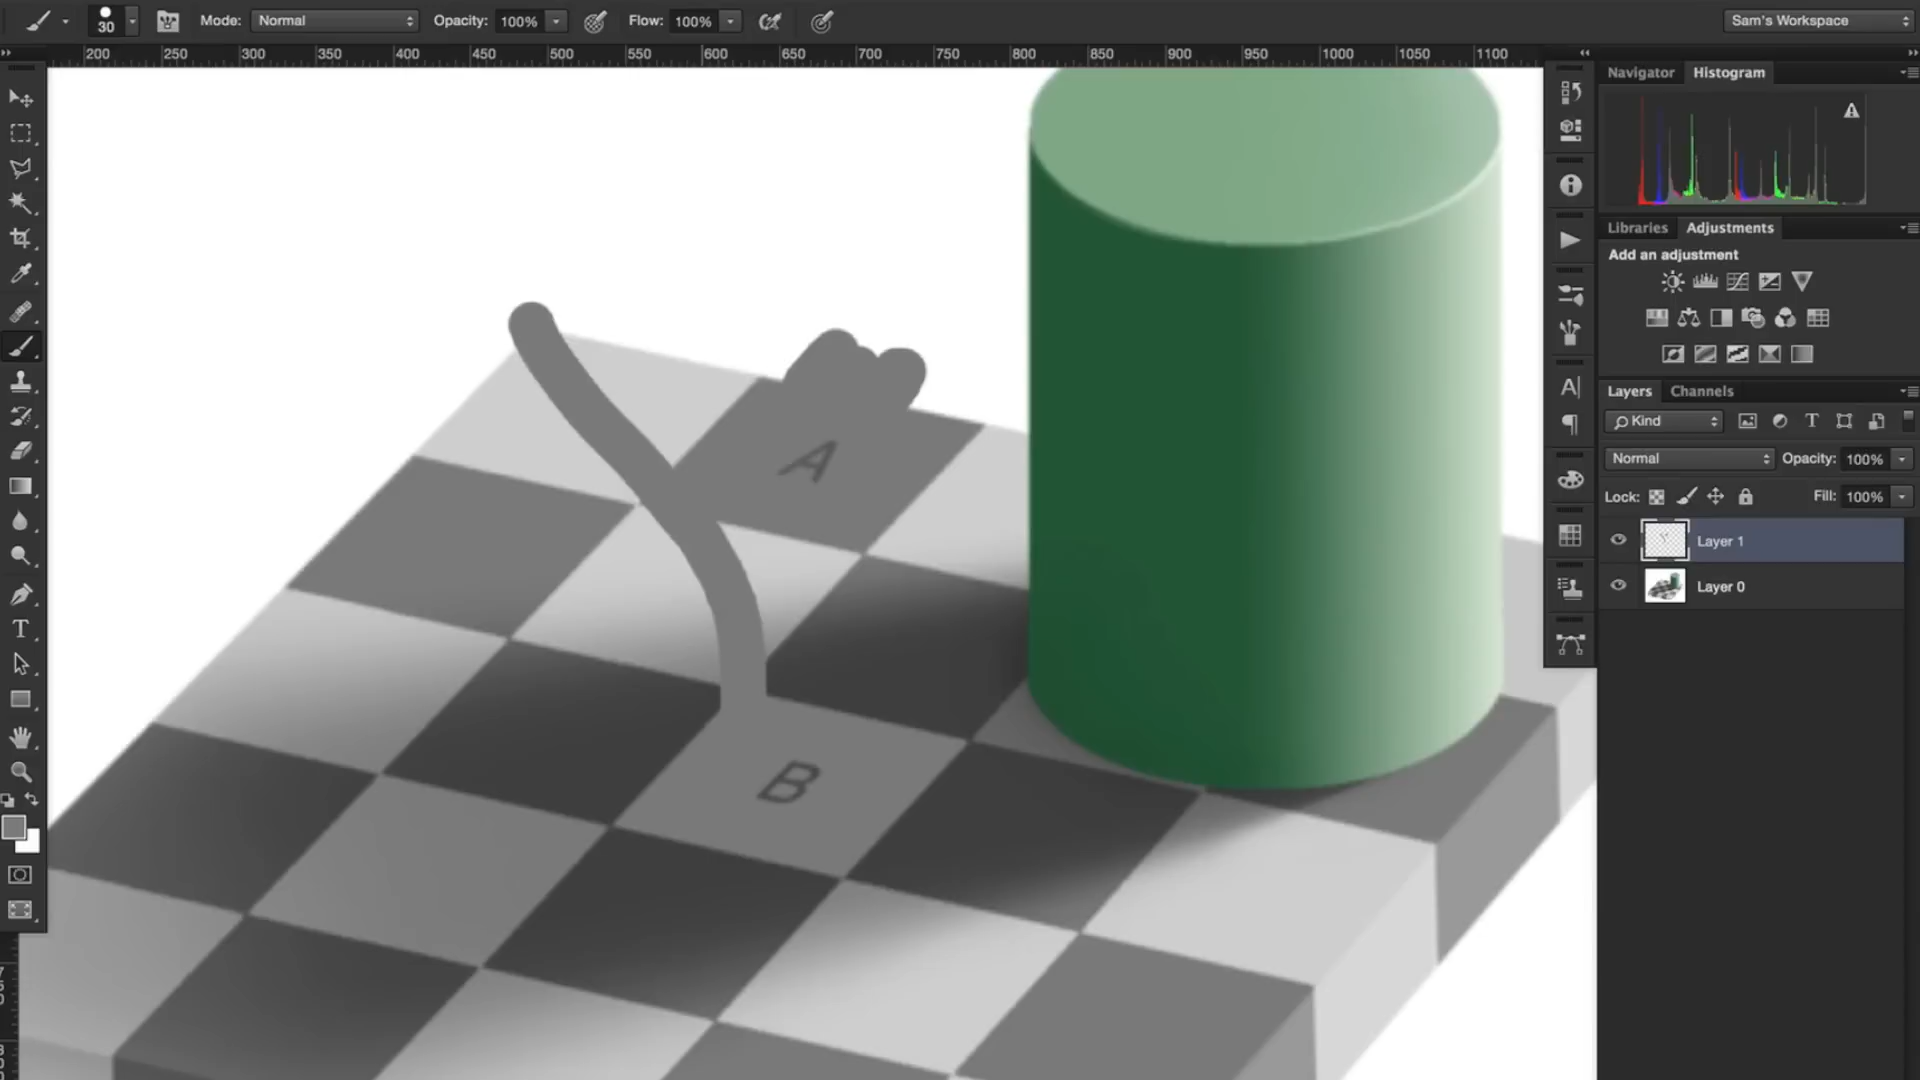 30 Mode: Normal Opacity: 100% Flow: 100% Sam's Workspace
200 250 300 350 400 450 500 550 600 650 700 750 800 850 900 950 1000 1050 1100
Navigator Histogram
Libraries Adjustments
Add an adjustment
Layers Channels
Kind
Normal Opacity: 100%
Lock: Fill: 100%
Layer 1
Layer 0
A
B